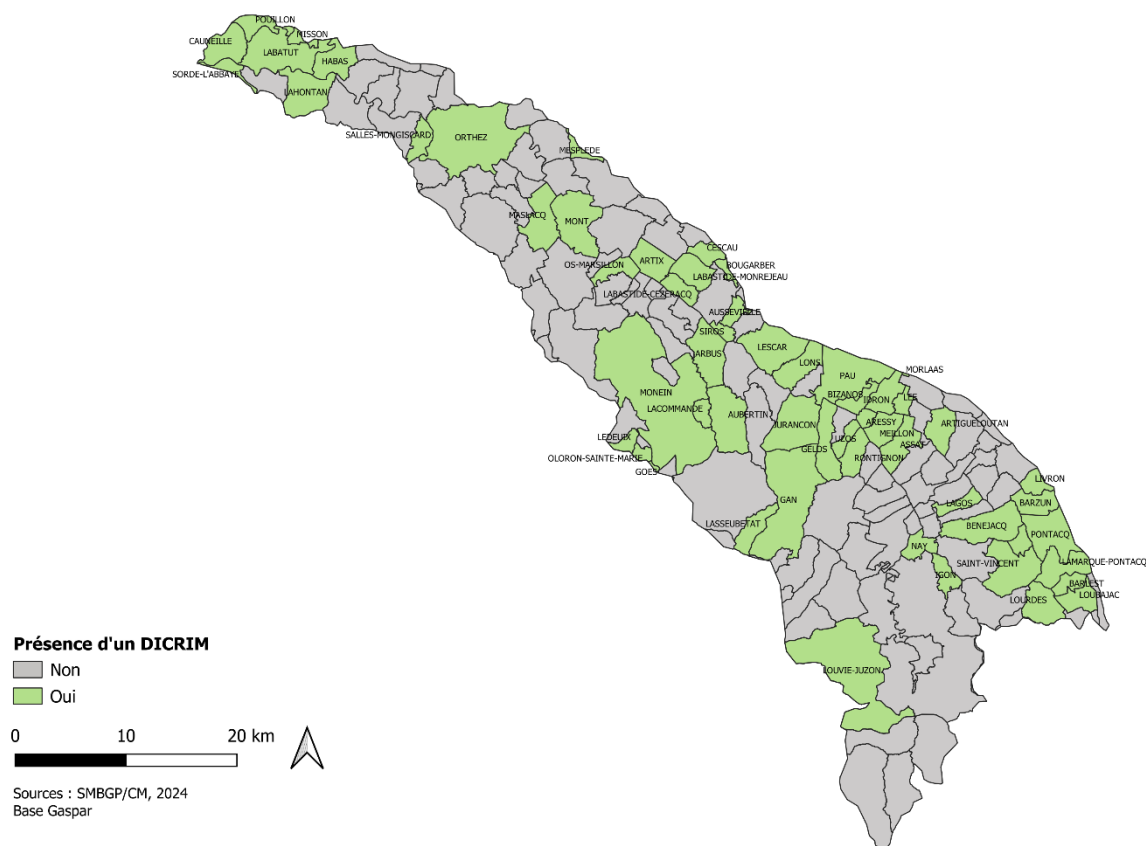 POUILLON
CAUNEILLE
MISSON
LABATUT
HABAS
SORDE-L'ABBAYE
LAHONTAN
SALLES-MONGISCARD
ORTHEZ
MESPLEDE
MASLACQ
MONT
CESCAU
OS-MARSILLON
ARTIX
BOUGARBER
LABASTIDE-MONREJEAU
LABASTIDE-CEZERACQ
SIROS
LESCAR
ARBUS
LONS
PAU
MORLAAS
MONEIN
BIZANOS
IDRON
LEE
LACOMMANDE
AUBERTIN
JURANCON
ARESSY
ARTIGUELOUTAN
LEDEUIX
UZOS
MEILLON
ASSAT
OLORON-SAINTE-MARIE
GELOS
RONTIGNON
GOES
LIVRON
GAN
LAGOS
BARZUN
LASSEUBETAT
BENEJACQ
PONTACQ
NAY
SAINT-VINCENT
LAMARQUE-PONTACQ
IGON
BARLEST
LOURDES
LOUBAJAC
LOUVIE-JUZON
Présence d'un DICRIM
Non
Oui
0 10 20 km
Sources : SMBGP/CM, 2024
Base Gaspar